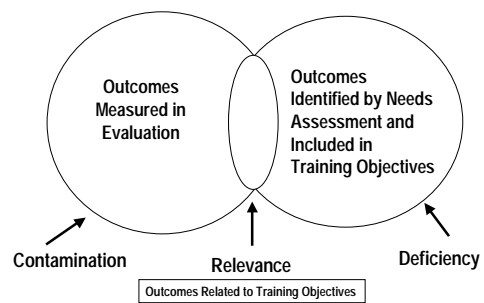 Outcomes
Measured in
Evaluation
Outcomes
Identified by Needs
Assessment and
Included in
Training Objectives
Contamination
Relevance
Deficiency
Outcomes Related to Training Objectives